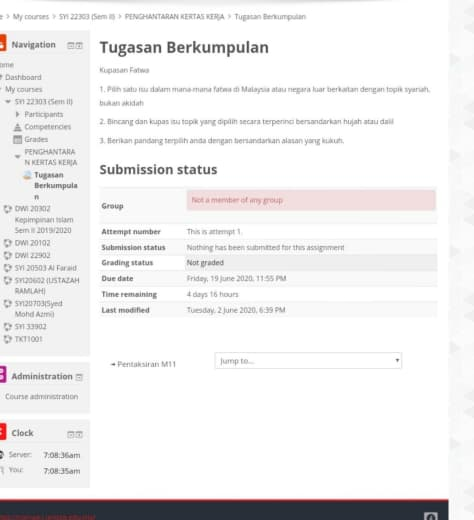 > My courses > SYI 22303 (Sem II) > PENGHANTARAN KERTAS KERJA > Tugasan Berkumpulan
Navigation
Tugasan Berkumpulan
ome
Dashboard
My courses
SYI 22303 (Sem II)
Participants
Competencies
Grades
PENGHANTARA
N KERTAS KERJA
Tugasan
Berkumpula
n
DWI 20302
Kepimpinan Islam
Sem II 2019/2020
DWI 20102
DWI 22902
SYI 20503 Al Faraid
SYI20602 (USTAZAH
RAMLAH)
SYI20703(Syed
Mohd Azmi)
SYI 33902
TKT1001
Kupasan Fatwa
1. Pilih satu isu dalam mana-mana fatwa di Malaysia atau negara luar berkaitan dengan topik syariah,
bukan akidah
2. Bincang dan kupas isu topik yang dipilih secara terperinci bersandarkan hujah atau dalil
3. Berikan pandang terpilih anda dengan bersandarkan alasan yang kukuh.
Submission status
Group Not a member of any group
Attempt number This is attempt 1.
Submission status Nothing has been submitted for this assignment
Grading status Not graded
Due date Friday, 19 June 2020, 11:55 PM
Time remaining 4 days 16 hours
Last modified Tuesday, 2 June 2020, 6:39 PM
Pentaksiran M11 Jump to...
Administration
Course administration
Clock
Server: 7:08:36am
You: 7:08:35am